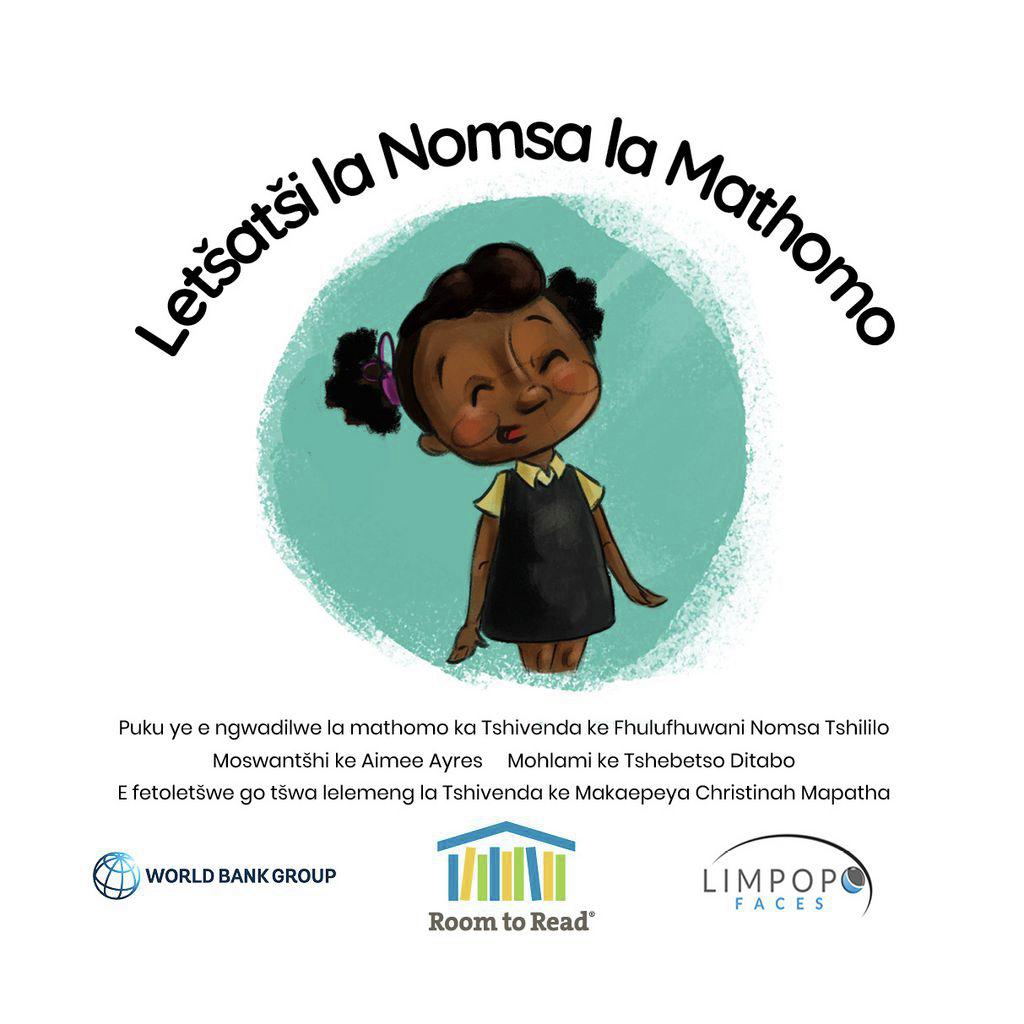 Letšatši la Nomsa la Mathomo
Puku ye e ngwadilwe la mathomo ka Tshivenda ke Fhulufhuwani Nomsa Tshililo
Moswantšhi ke Aimee Ayres Mohlami ke Tshebetso Ditabo
E fetoletšwe go tšwa lelemeng la Tshivenda ke Makaepeya Christinah Mapatha
WORLD BANK GROUP
Room to Read®
LIMPOPO
FACES